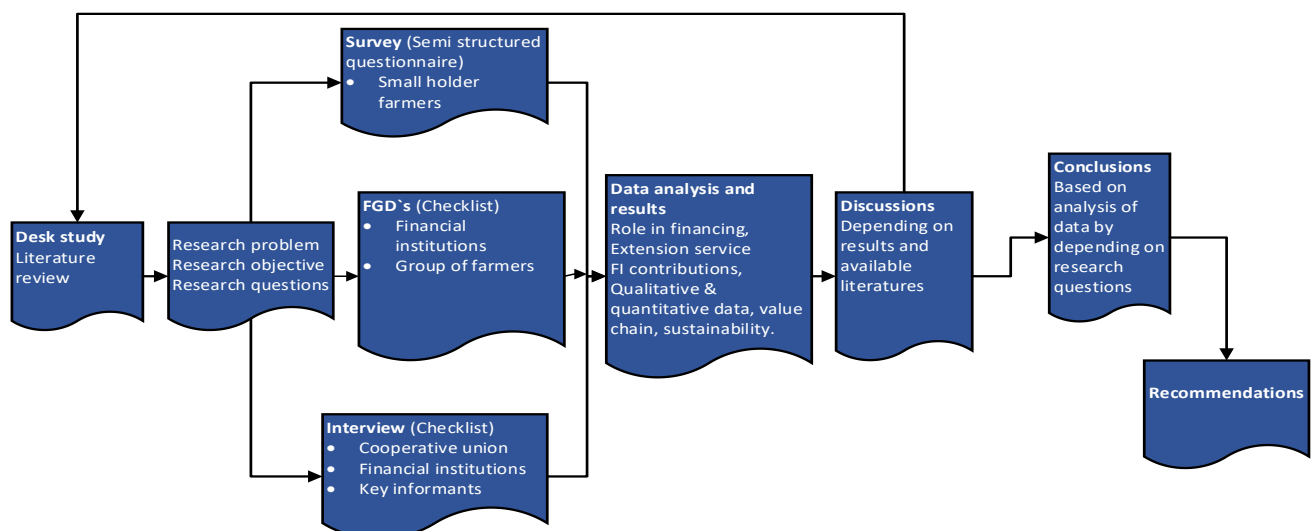 Desk study
Literature
review
Research problem
Research objective
Research questions
Survey (Semi structured
questionnaire)
• Small holder
farmers
FGD`s (Checklist)
• Financial
institutions
• Group of farmers
Interview (Checklist)
• Cooperative union
• Financial institutions
• Key informants
Data analysis and
results
Role in financing,
Extension service
FI contributions,
Qualitative &
quantitative data, value
chain, sustainability.
Discussions
Depending on
results and
available
literatures
Conclusions
Based on
analysis of
data by
depending on
research
questions
Recommendations